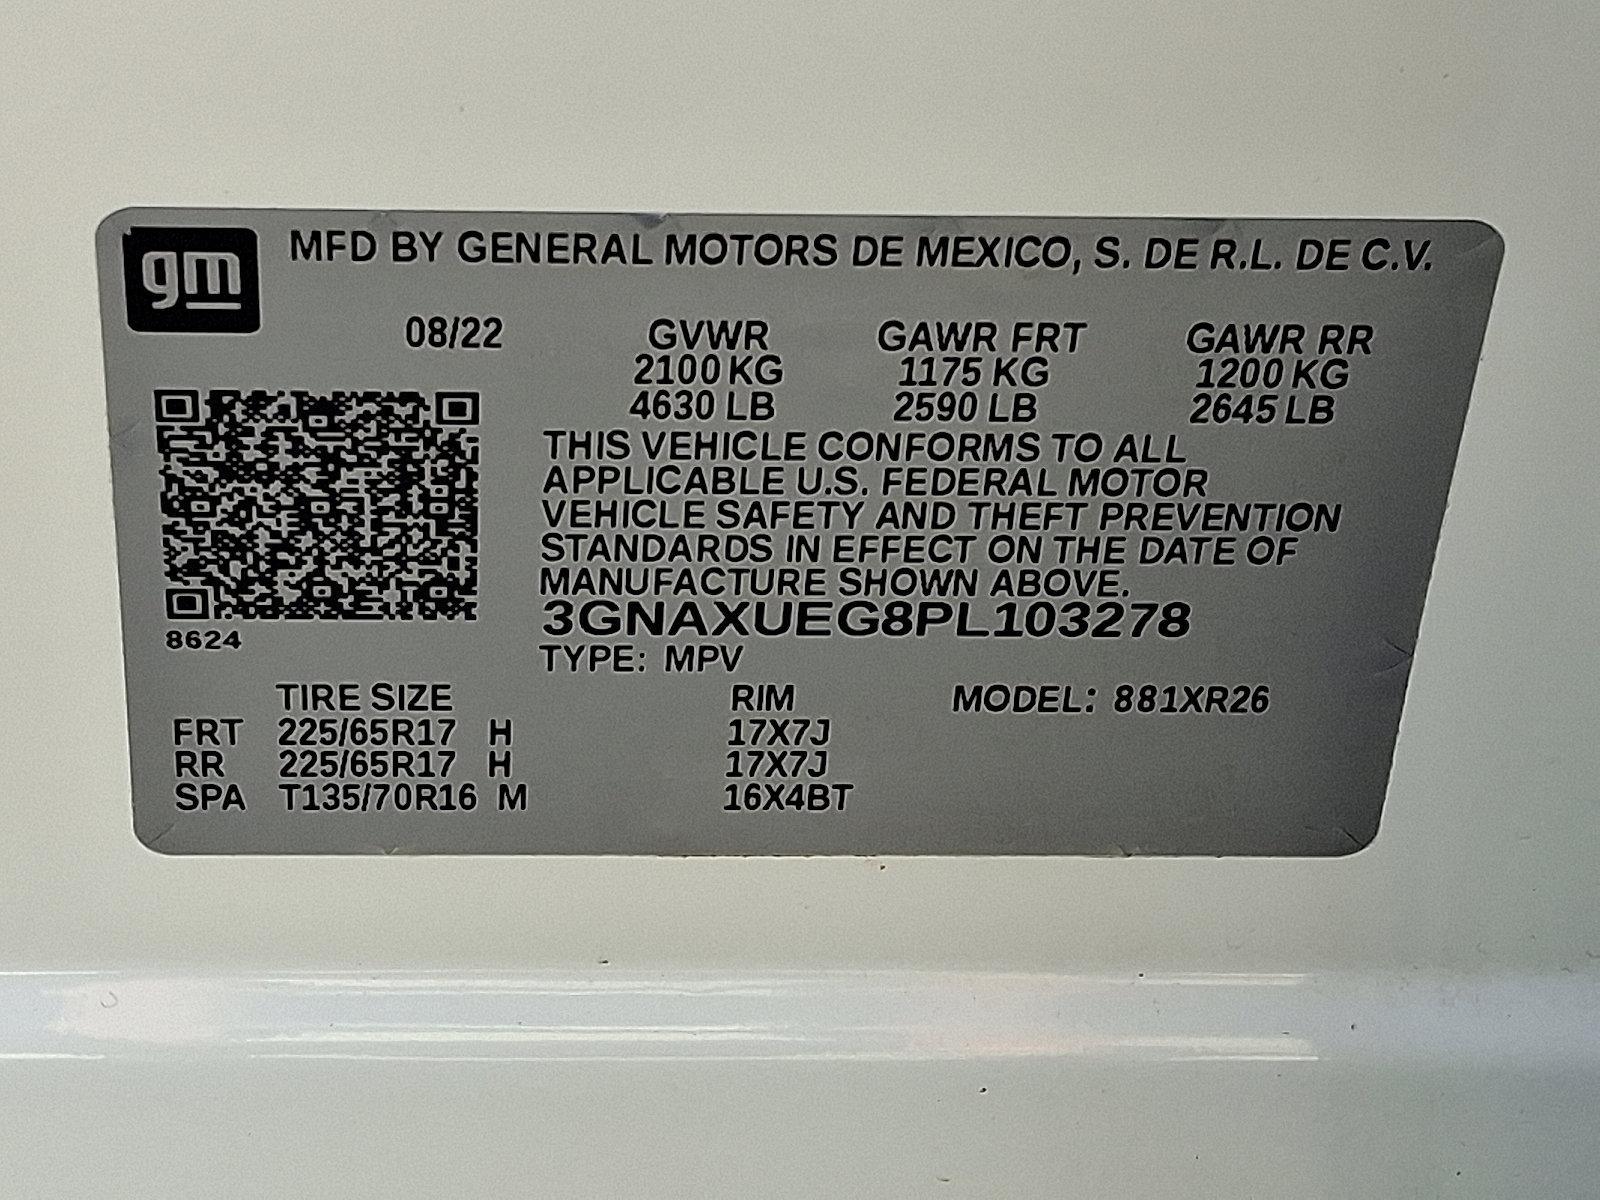 gm
MFD BY GENERAL MOTORS DE MEXICO, S. DE R.L. DE C.V.
08/22 GVWR GAWR FRT GAWR RR
2100 KG 1175 KG 1200 KG
4630 LB 2590 LB 2645 LB
THIS VEHICLE CONFORMS TO ALL
APPLICABLE U.S. FEDERAL MOTOR
VEHICLE SAFETY AND THEFT PREVENTION
STANDARDS IN EFFECT ON THE DATE OF
MANUFACTURE SHOWN ABOVE.
3GNAXUEG8PL103278
8624
TYPE: MPV
TIRE SIZE RIM MODEL: 881XR26
FRT 225/65R17 H 17X7J
RR 225/65R17 H 17X7J
SPA T135/70R16 M 16X4BT